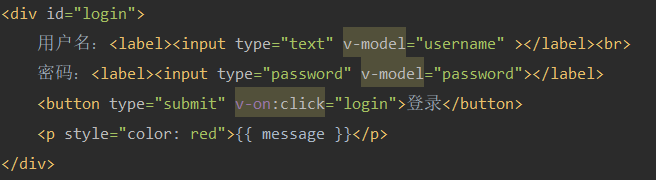 <div id="login">
用户名：<label><input type="text" v-model="username" ></label><br>
密码：<label><input type="password" v-model="password"></label>
<button type="submit" v-on:click="login">登录</button>
<p style="color: red">{{ message }}</p>
</div>